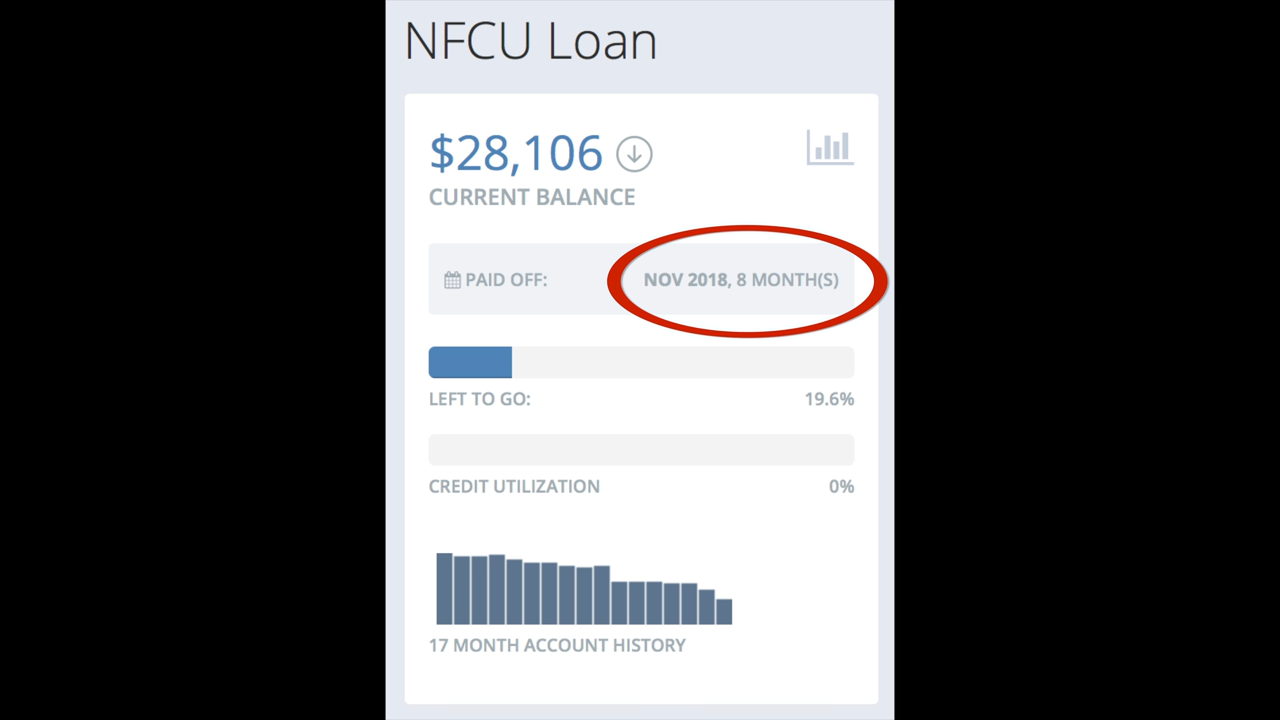 NFCU Loan
$28,106
CURRENT BALANCE
PAID OFF: NOV 2018, 8 MONTH(S)
LEFT TO GO: 19.6%
CREDIT UTILIZATION 0%
17 MONTH ACCOUNT HISTORY